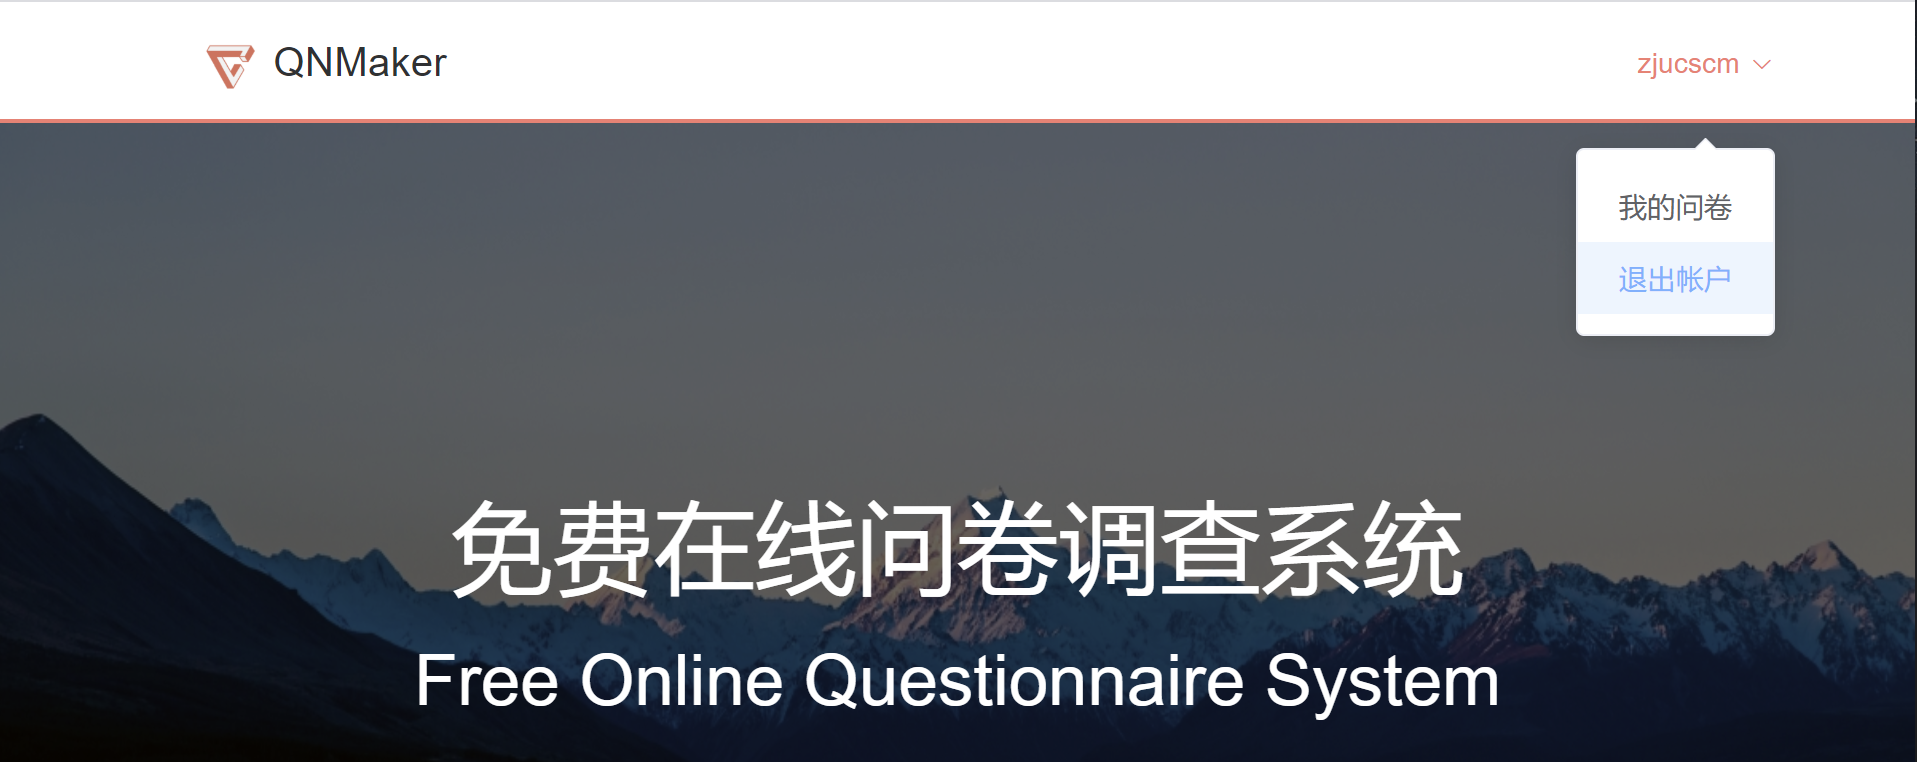 QNMaker
zjucscm
我的问卷
退出帐户
免费在线问卷调查系统
Free Online Questionnaire System